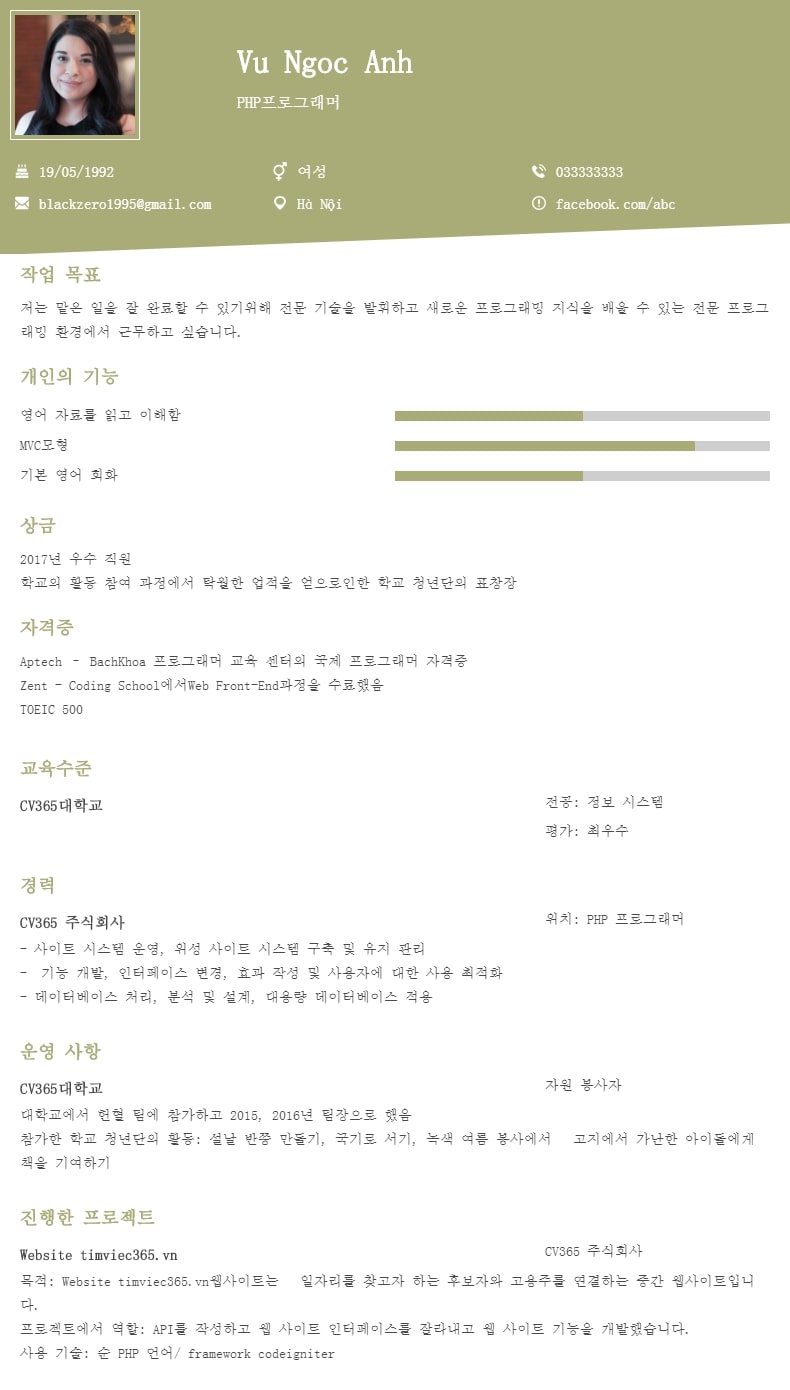 Vu Ngoc Anh
PHP프로그래머
19/05/1992
여성
033333333
blackzero1995@gmail.com
Hà Nội
facebook.com/abc
작업 목표
저는 맡은 일을 잘 완료할 수 있기위해 전문 기술을 발휘하고 새로운 프로그래밍 지식을 배울 수 있는 전문 프로그
래밍 환경에서 근무하고 싶습니다.
개인의 기능
영어 자료를 읽고 이해함
MVC모형
기본 영어 회화
상금
2017년 우수 직원
학교의 활동 참여 과정에서 탁월한 업적을 얻으로인한 학교 청년단의 표창장
자격증
Aptech - BachKhoa 프로그래머 교육 센터의 국제 프로그래머 자격증
Zent - Coding School에서Web Front-End과정을 수료했음
TOEIC 500
교육수준
CV365대학교
전공: 정보 시스템
평가: 최우수
경력
CV365 주식회사
위치: PHP 프로그래머
- 사이트 시스템 운영, 위성 사이트 시스템 구축 및 유지 관리
- 기능 개발, 인터페이스 변경, 효과 작성 및 사용자에 대한 사용 최적화
- 데이터베이스 처리, 분석 및 설계, 대용량 데이터베이스 적용
운영 사항
CV365대학교
자원 봉사자
대학교에서 헌혈 팀에 참가하고 2015, 2016년 팀장으로 했음
참가한 학교 청년단의 활동: 설날 반쯩 만들기, 국기로 서기, 녹색 여름 봉사에서 고지에서 가난한 아이들에게
책을 기여하기
진행한 프로젝트
Website timviec365.vn
CV365 주식회사
목적: Website timviec365.vn웹사이트는 일자리를 찾고자 하는 후보자와 고용주를 연결하는 중간 웹사이트입니
다.
프로젝트에서 역할: API를 작성하고 웹 사이트 인터페이스를 잘라내고 웹 사이트 기능을 개발했습니다.
사용 기술: 순 PHP 언어/ framework codeigniter